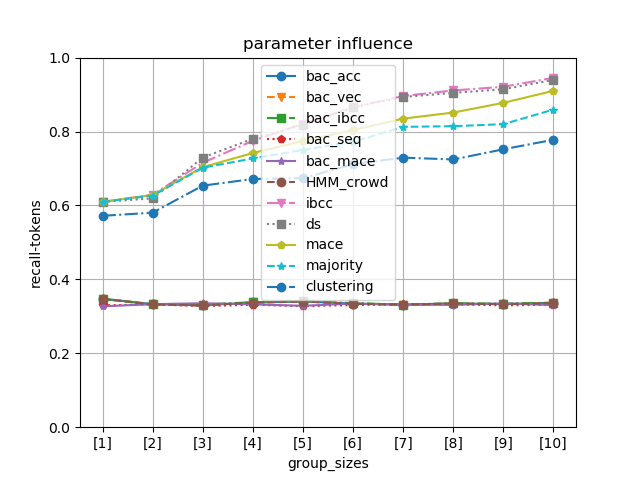 parameter influence
1.0
0.8
0.6
0.4
0.2
0.0
recall-tokens
bac_acc
bac_vec
bac_ibcc
bac_seq
bac_mace
HMM_crowd
ibcc
ds
mace
majority
clustering
[1] [2] [3] [4] [5] [6] [7] [8] [9] [10]
group_sizes